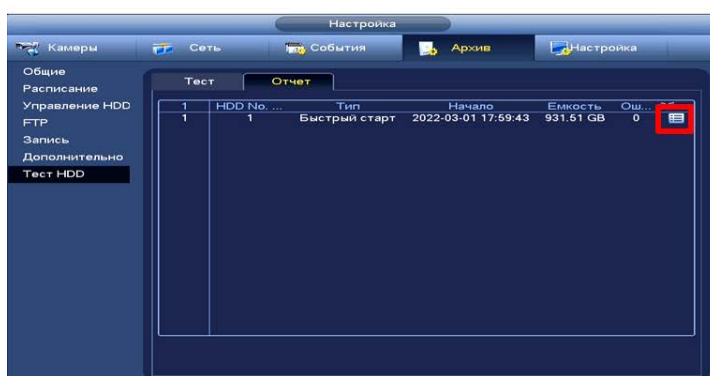 Настройка
Камеры Сеть События Архив Настройка
Общие
Расписание
Управление HDD
FTP
Запись
Дополнительно
Тест HDD
Тест Отчет
1 HDD No. ... Тип Начало Емкость Ош...
1 1 Быстрый старт 2022-03-01 17:59:43 931.51 GB 0